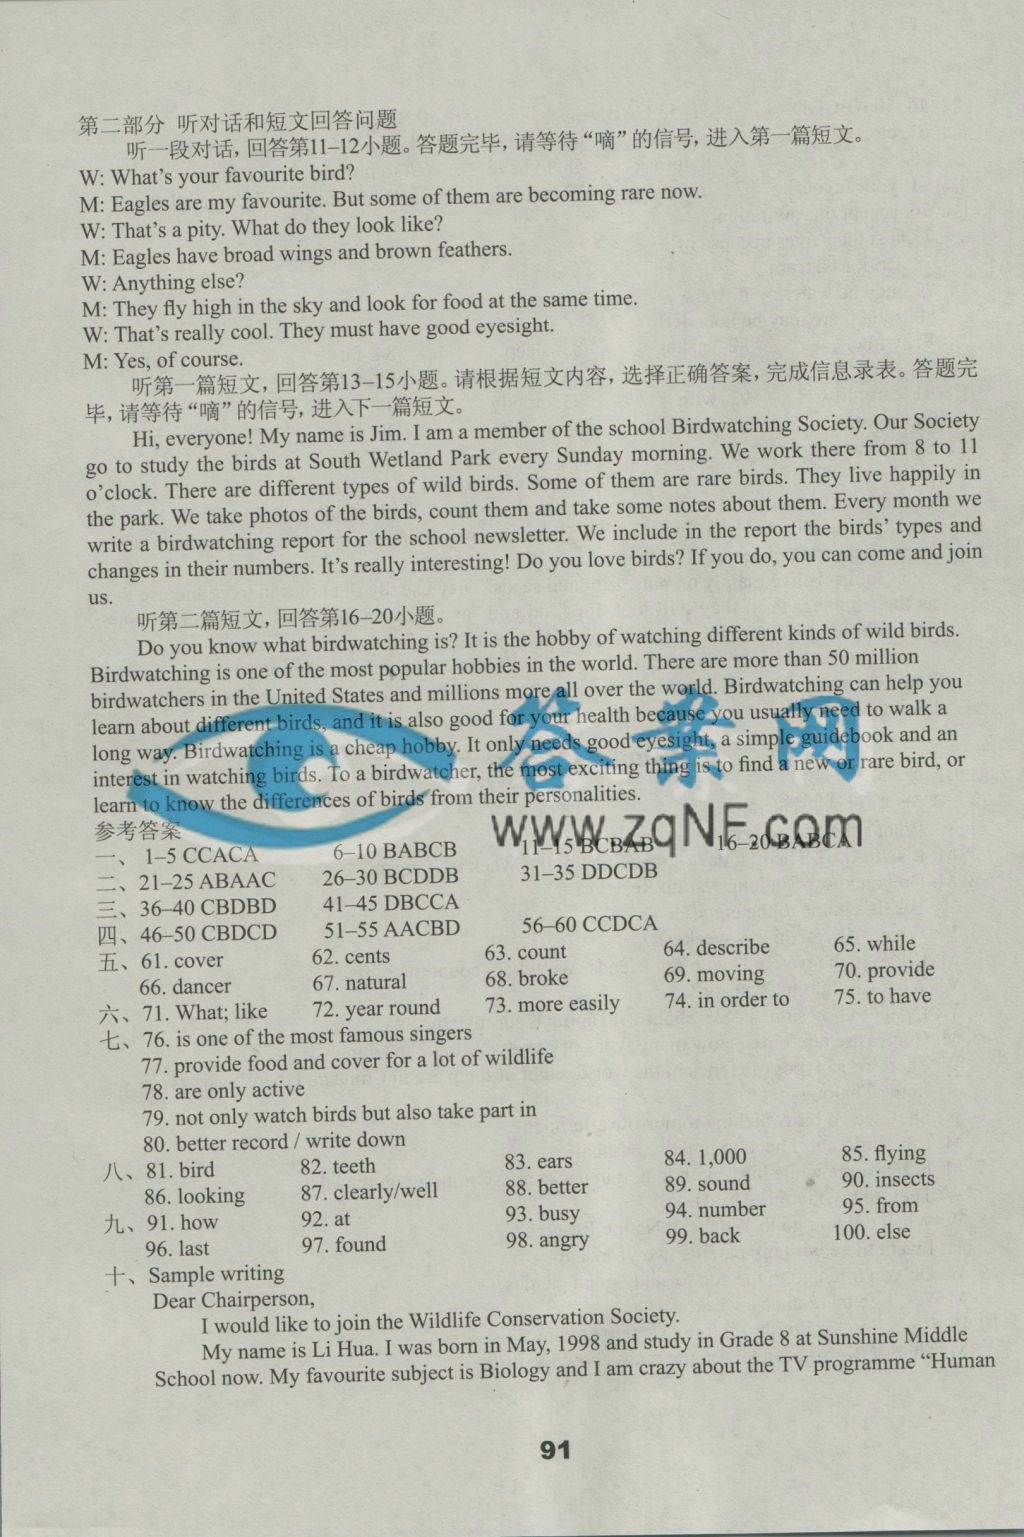 第二部分 听对话和短文回答问题
听一段对话，回答第11–12小题。答题完毕，请等待“嘀”的信号，进入第一篇短文。
W: What's your favourite bird?
M: Eagles are my favourite. But some of them are becoming rare now.
W: That's a pity. What do they look like?
M: Eagles have broad wings and brown feathers.
W: Anything else?
M: They fly high in the sky and look for food at the same time.
W: That's really cool. They must have good eyesight.
M: Yes, of course.
听第一篇短文，回答第13–15小题。请根据短文内容，选择正确答案，完成信息录表。答题完
毕，请等待“嘀”的信号，进入下一篇短文。
Hi, everyone! My name is Jim. I am a member of the school Birdwatching Society. Our Society
go to study the birds at South Wetland Park every Sunday morning. We work there from 8 to 11
o'clock. There are different types of wild birds. Some of them are rare birds. They live happily in
the park. We take photos of the birds, count them and take some notes about them. Every month we
write a birdwatching report for the school newsletter. We include in the report the birds' types and
changes in their numbers. It's really interesting! Do you love birds? If you do, you can come and join
us.
听第二篇短文，回答第16–20小题。
Do you know what birdwatching is? It is the hobby of watching different kinds of wild birds.
Birdwatching is one of the most popular hobbies in the world. There are more than 50 million
birdwatchers in the United States and millions more all over the world. Birdwatching can help you
learn about different birds, and it is also good for your health because you usually need to walk a
long way. Birdwatching is a cheap hobby. It only needs good eyesight, a simple guidebook and an
interest in watching birds. To a birdwatcher, the most exciting thing is to find a new or rare bird, or
learn to know the differences of birds from their personalities.
答案网
www.zqNF.com
参考答案
一、 1–5 CCACA 6–10 BABCB 11–15 BCBAB 16–20 BABCA
二、21–25 ABAAC 26–30 BCDDB 31–35 DDCDB
三、36–40 CBDBD 41–45 DBCCA
四、46–50 CBDCD 51–55 AACBD 56–60 CCDCA
五、61. cover 62. cents 63. count 64. describe 65. while
66. dancer 67. natural 68. broke 69. moving 70. provide
六、71. What; like 72. year round 73. more easily 74. in order to 75. to have
七、76. is one of the most famous singers
77. provide food and cover for a lot of wildlife
78. are only active
79. not only watch birds but also take part in
80. better record / write down
八、81. bird 82. teeth 83. ears 84. 1,000 85. flying
86. looking 87. clearly/well 88. better 89. sound 90. insects
九、91. how 92. at 93. busy 94. number 95. from
96. last 97. found 98. angry 99. back 100. else
十、Sample writing
Dear Chairperson,
I would like to join the Wildlife Conservation Society.
My name is Li Hua. I was born in May, 1998 and study in Grade 8 at Sunshine Middle
School now. My favourite subject is Biology and I am crazy about the TV programme “Human
91